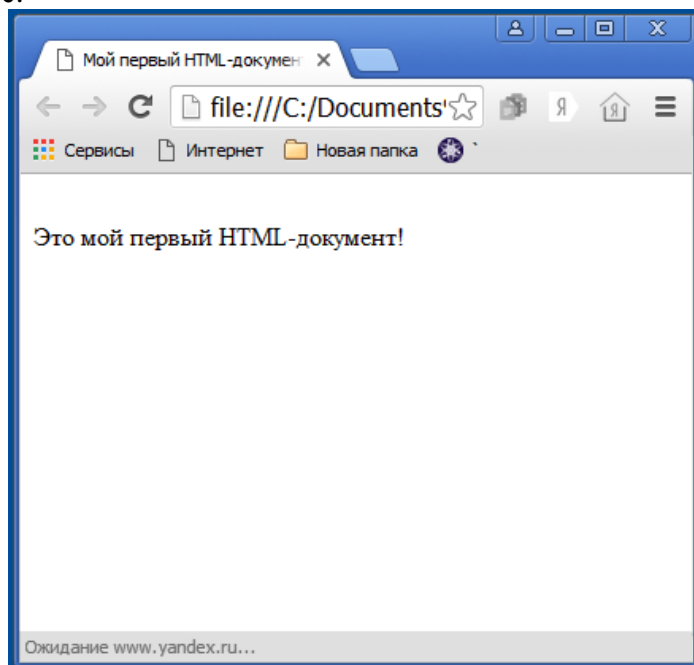 Мой первый HTML-докумен
file:///C:/Documents'
Я
Я
Сервисы Интернет Новая папка `
Это мой первый HTML-документ!
Ожидание www.yandex.ru...